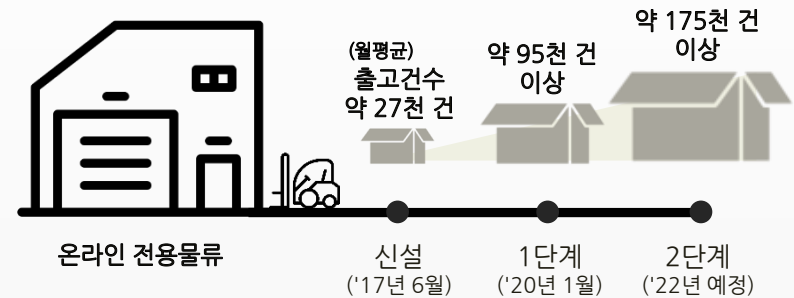 (월평균)
출고건수
약 27천 건
약 95천 건
이상
약 175천 건
이상
온라인 전용물류
신설
('17년 6월)
1단계
('20년 1월)
2단계
('22년 예정)